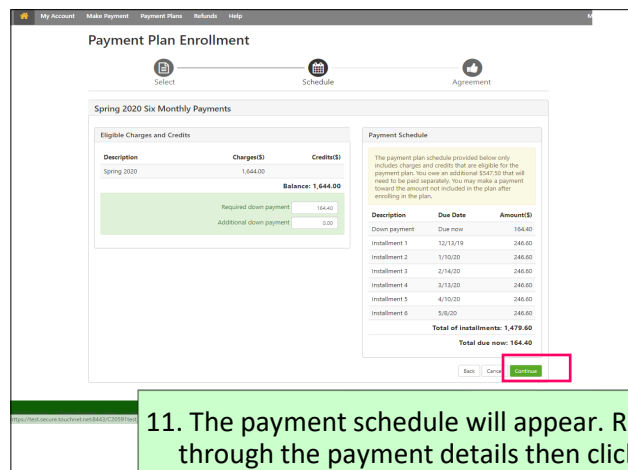 My Account Make Payment Payment Plans Refunds Help M
Payment Plan Enrollment
Select Schedule Agreement
Spring 2020 Six Monthly Payments
Eligible Charges and Credits
Description Charges($) Credits($)
Spring 2020 1,644.00
Balance: 1,644.00
Required down payment 164.40
Additional down payment 0.00
Payment Schedule
The payment plan schedule provided below only
includes charges and credits that are eligible for the
payment plan. You owe an additional $547.50 that will
need to be paid separately. You may make a payment
toward the amount not included in the plan after
enrolling in the plan.
Description Due Date Amount($)
Down payment Due now 164.40
Installment 1 12/13/19 246.60
Installment 2 1/10/20 246.60
Installment 3 2/14/20 246.60
Installment 4 3/13/20 246.60
Installment 5 4/10/20 246.60
Installment 6 5/8/20 246.60
Total of installments: 1,479.60
Total due now: 164.40
Back Cancel Continue
11. The payment schedule will appear. R
through the payment details then clic